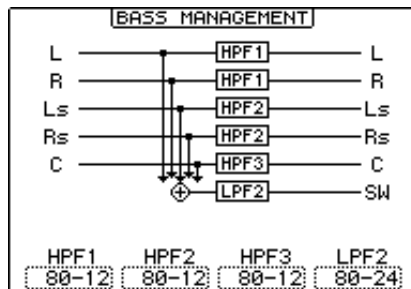 BASS MANAGEMENT
L HPF1 L
R HPF1 R
Ls HPF2 Ls
Rs HPF2 Rs
C HPF3 C
LPF2 SW
HPF1 HPF2 HPF3 LPF2
80-12 80-12 80-12 80-24